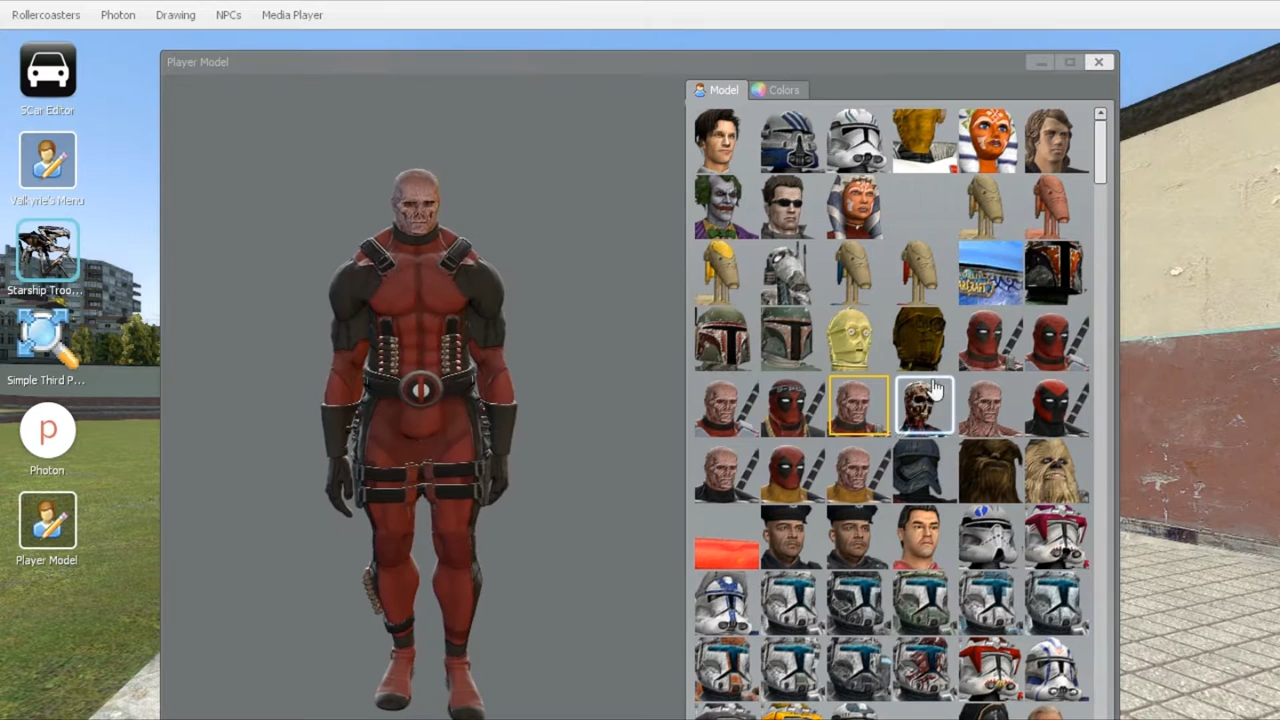 Rollercoasters Photon Drawing NPCs Media Player
Player Model
Model Colors
SCar Editor
Valkyrie's Menu
Starship Troo...
Simple Third P...
p
Photon
Player Model